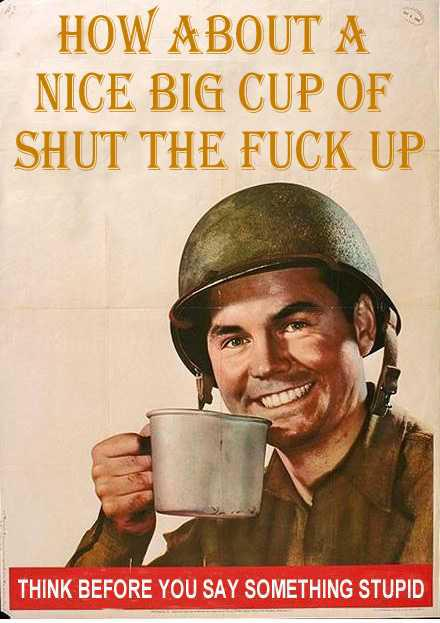 HOW ABOUT A
NICE BIG CUP OF
SHUT THE FUCK UP
THINK BEFORE YOU SAY SOMETHING STUPID